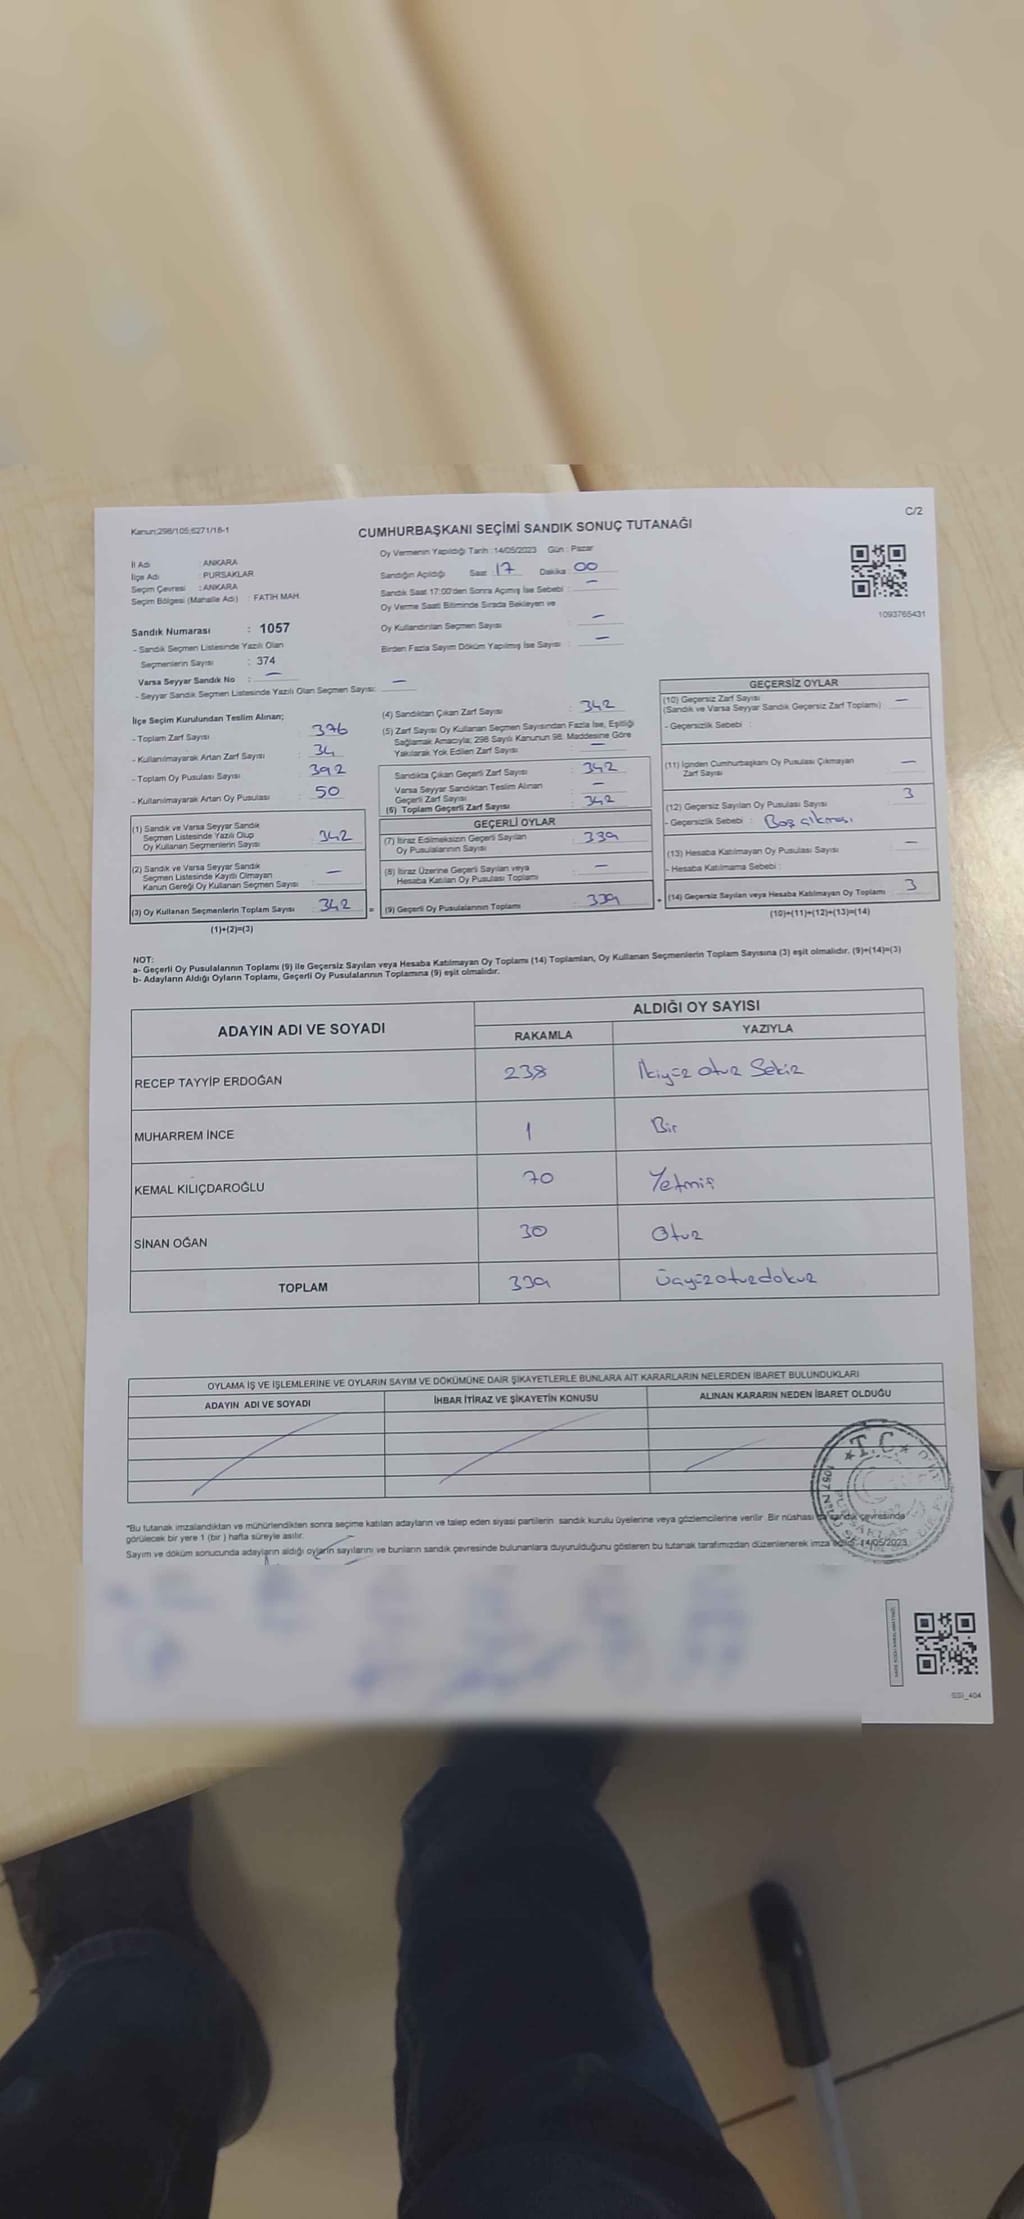 Kanun:298/105;6271/18-1
C/2
CUMHURBAŞKANI SEÇİMİ SANDIK SONUÇ TUTANAĞI
İl Adı : ANKARA
İlçe Adı : PURSAKLAR
Seçim Çevresi : ANKARA
Seçim Bölgesi (Mahalle Adı) : FATİH MAH.
Oy Vermenin Yapıldığı Tarih :14/05/2023 Gün : Pazar
Sandığın Açıldığı Saat 17 Dakika 00
Sandık Saat 17:00'den Sonra Açımış İse Sebebi : —
Oy Verme Saati Bitiminde Sırada Bekleyen ve
Oy Kullandırılan Seçmen Sayısı : —
Birden Fazla Sayım Döküm Yapılmış İse Sayısı : —
1093765431
Sandık Numarası : 1057
- Sandık Seçmen Listesinde Yazılı Olan
Seçmenlerin Sayısı : 374
Varsa Seyyar Sandık No : —
- Seyyar Sandık Seçmen Listesinde Yazılı Olan Seçmen Sayısı: —
İlçe Seçim Kurulundan Teslim Alınan;
- Toplam Zarf Sayısı : 376
- Kullanılmayarak Artan Zarf Sayısı : 34
- Toplam Oy Pusulası Sayısı : 392
- Kullanılmayarak Artan Oy Pusulası : 50
(1) Sandık ve Varsa Seyyar Sandık
Seçmen Listesinde Yazılı Olup
Oy Kullanan Seçmenlerin Sayısı : 342
(2) Sandık ve Varsa Seyyar Sandık
Seçmen Listesinde Kayıtlı Olmayan
Kanun Gereği Oy Kullanan Seçmen Sayısı : —
(3) Oy Kullanan Seçmenlerin Toplam Sayısı : 342 =
(1)+(2)=(3)
(4) Sandıktan Çıkan Zarf Sayısı : 342
(5) Zarf Sayısı Oy Kullanan Seçmen Sayısından Fazla İse, Eşitliği
Sağlamak Amacıyla; 298 Sayılı Kanunun 98. Maddesine Göre
Yakılarak Yok Edilen Zarf Sayısı : —
Sandıkta Çıkan Geçerli Zarf Sayısı : 342
Varsa Seyyar Sandıktan Teslim Alınan
Geçerli Zarf Sayısı : —
(6) Toplam Geçerli Zarf Sayısı : 342
GEÇERLİ OYLAR
(7) İtiraz Edilmeksizin Geçerli Sayılan
Oy Pusulalarının Sayısı : 339
(8) İtiraz Üzerine Geçerli Sayılan veya
Hesaba Katılan Oy Pusulası Toplamı : —
(9) Geçerli Oy Pusulalarının Toplamı : 339 +
GEÇERSİZ OYLAR
(10) Geçersiz Zarf Sayısı
(Sandık ve Varsa Seyyar Sandık Geçersiz Zarf Toplamı) : —
- Geçersizlik Sebebi :
(11) İçinden Cumhurbaşkanı Oy Pusulası Çıkmayan
Zarf Sayısı : —
(12) Geçersiz Sayılan Oy Pusulası Sayısı : 3
- Geçersizlik Sebebi : Boş çıkması
(13) Hesaba Katılmayan Oy Pusulası Sayısı : —
- Hesaba Katılmama Sebebi :
(14) Geçersiz Sayılan veya Hesaba Katılmayan Oy Toplamı : 3
(10)+(11)+(12)+(13)=(14)
NOT:
a- Geçerli Oy Pusulalarının Toplamı (9) ile Geçersiz Sayılan veya Hesaba Katılmayan Oy Toplamı (14) Toplamları, Oy Kullanan Seçmenlerin Toplam Sayısına (3) eşit olmalıdır. (9)+(14)=(3)
b- Adayların Aldığı Oyların Toplamı, Geçerli Oy Pusulalarının Toplamına (9) eşit olmalıdır.
ADAYIN ADI VE SOYADI
ALDIĞI OY SAYISI
RAKAMLA YAZIYLA
RECEP TAYYİP ERDOĞAN 238 İkiyüz otuz Sekiz
MUHARREM İNCE 1 Bir
KEMAL KILIÇDAROĞLU 70 Yetmiş
SİNAN OĞAN 30 Otuz
TOPLAM 339 Üçyüzotuzdokuz
OYLAMA İŞ VE İŞLEMLERİNE VE OYLARIN SAYIM VE DÖKÜMÜNE DAİR ŞİKAYETLERLE BUNLARA AİT KARARLARIN NELERDEN İBARET BULUNDUKLARI
ADAYIN ADI VE SOYADI İHBAR İTİRAZ VE ŞİKAYETİN KONUSU ALINAN KARARIN NEDEN İBARET OLDUĞU
T.C
*Bu tutanak imzalandıktan ve mühürlendikten sonra seçime katılan adayların ve talep eden siyasi partilerin sandık kurulu üyelerine veya gözlemcilerine verilir. Bir nüshası da sandık çevresinde
görülecek bir yere 1 (bir ) hafta süreyle asılır.
Sayım ve döküm sonucunda adayların aldığı oyların sayılarını ve bunların sandık çevresinde bulunanlara duyurulduğunu gösteren bu tutanak tarafımızdan düzenlenerek imza edildi. 14/05/2023
SSI_404